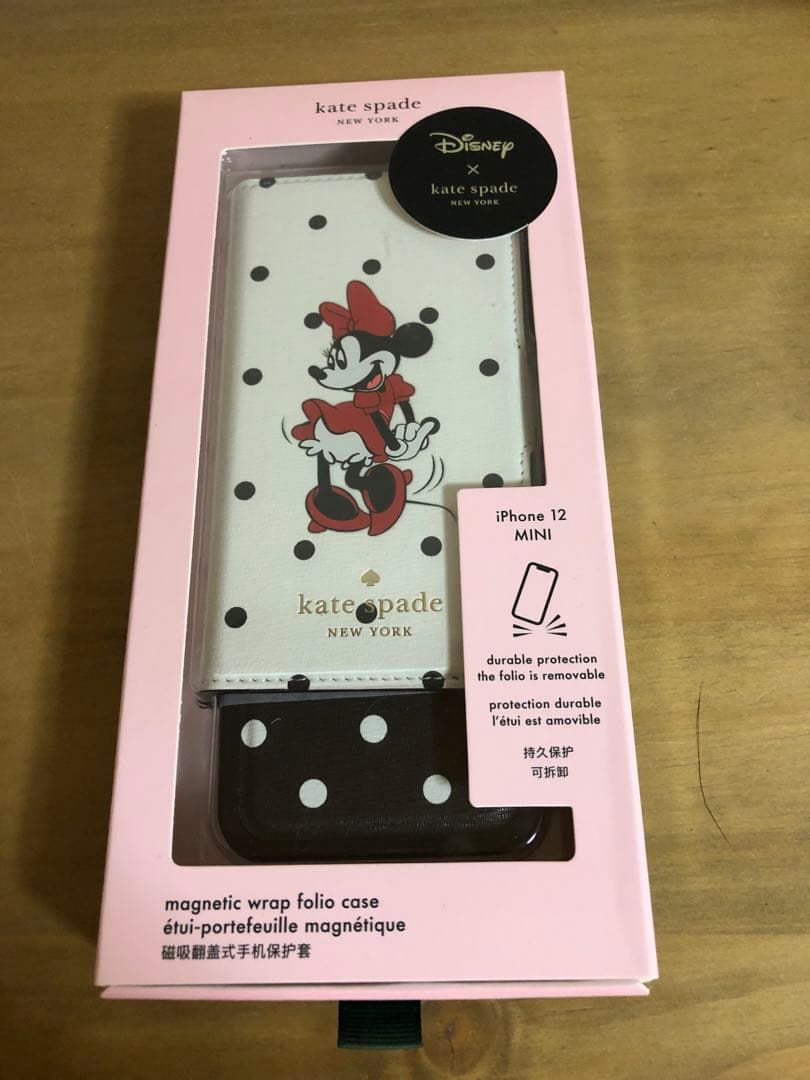 kate spade
NEW YORK
Disney
×
kate spade
NEW YORK
kate spade
NEW YORK
iPhone 12
MINI
durable protection
the folio is removable
protection durable
l'étui est amovible
持久保护
可拆卸
magnetic wrap folio case
étui-portefeuille magnétique
磁吸翻盖式手机保护套